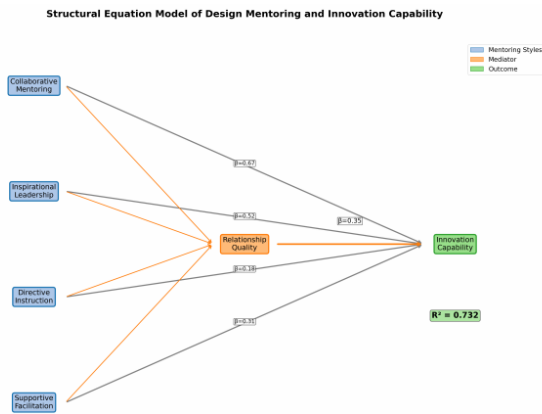 Structural Equation Model of Design Mentoring and Innovation Capability
Mentoring Styles
Mediator
Outcome
Collaborative
Mentoring
β=0.67
Inspirational
Leadership
β=0.52
β=0.35
Relationship
Quality
Innovation
Capability
β=0.18
Directive
Instruction
R² = 0.732
β=0.31
Supportive
Facilitation